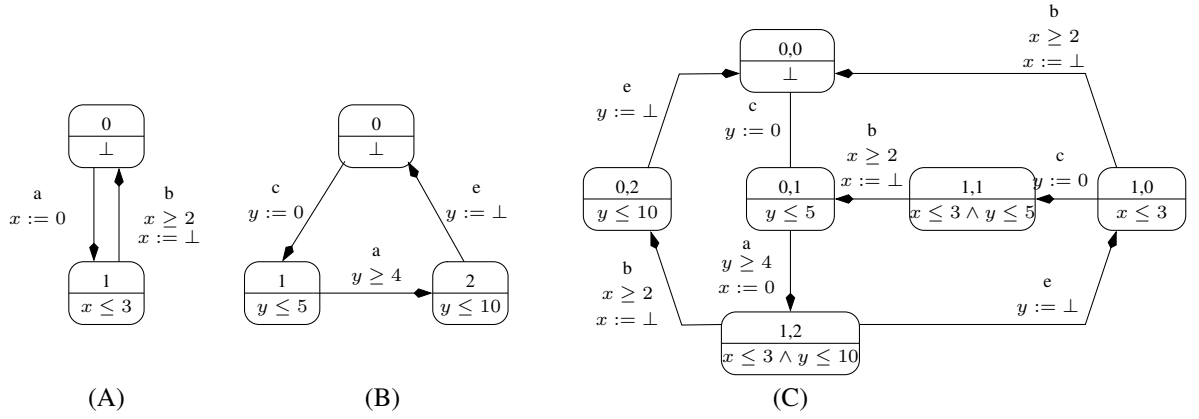 0
⊥
a
x := 0
b
x ≥ 2
x := ⊥
1
x ≤ 3
(A)
0
⊥
c
y := 0
e
y := ⊥
a
y ≥ 4
1
y ≤ 5
2
y ≤ 10
(B)
0,0
⊥
b
x ≥ 2
x := ⊥
e
y := ⊥
c
y := 0
b
x ≥ 2
x := ⊥
c
y := 0
0,2
y ≤ 10
0,1
y ≤ 5
1,1
x ≤ 3 ∧ y ≤ 5
1,0
x ≤ 3
b
x ≥ 2
x := ⊥
a
y ≥ 4
x := 0
e
y := ⊥
1,2
x ≤ 3 ∧ y ≤ 10
(C)